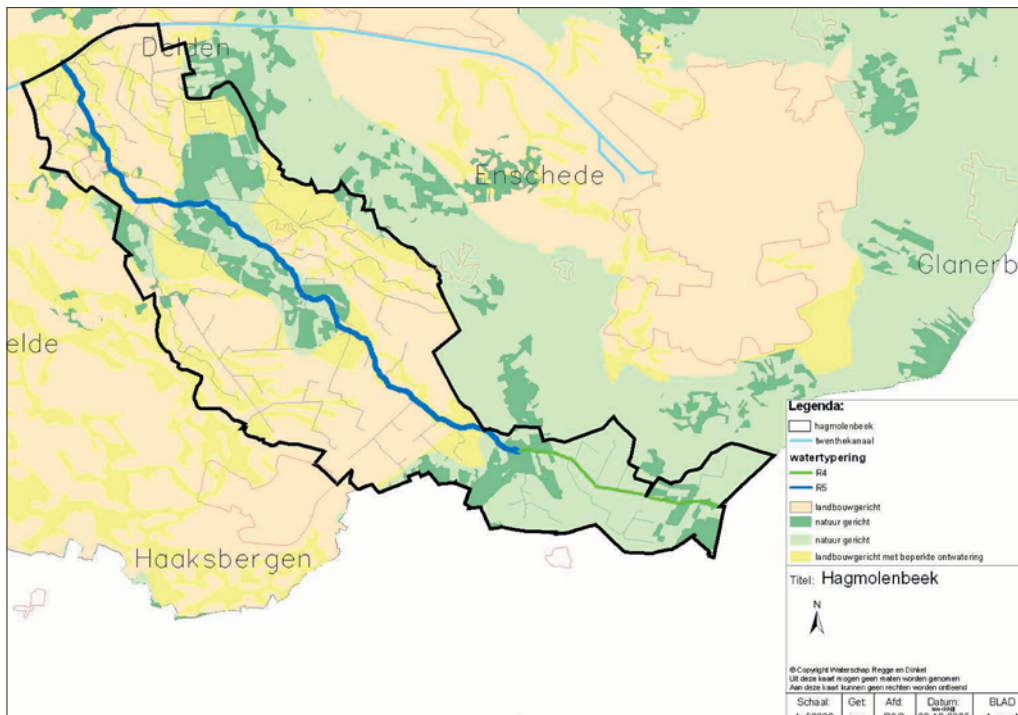 Delden
Enschede
Glanerb
elde
Haaksbergen
Legenda:
hagmolenbeek
twenthekanaal
watertypering
R4
R5
landbouwgericht
natuur gericht
natuur gericht
landbouwgericht met beperkte ontwatering
Titel: Hagmolenbeek
N
© Copyright Waterschap Regge en Dinkel
Uit deze kaart mogen geen maten worden genomen
Aan deze kaart kunnen geen rechten worden ontleend
Schaal: Get: Afd: Datum: BLAD